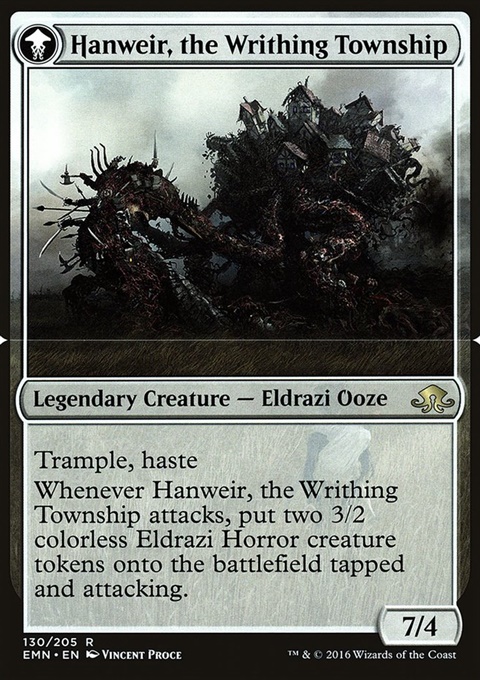 Hanweir, the Writhing Township
Legendary Creature — Eldrazi Ooze
Trample, haste
Whenever Hanweir, the Writhing
Township attacks, put two 3/2
colorless Eldrazi Horror creature
tokens onto the battlefield tapped
and attacking.
7/4
130/205 R
EMN • EN VINCENT PROCE
™ & © 2016 Wizards of the Coast